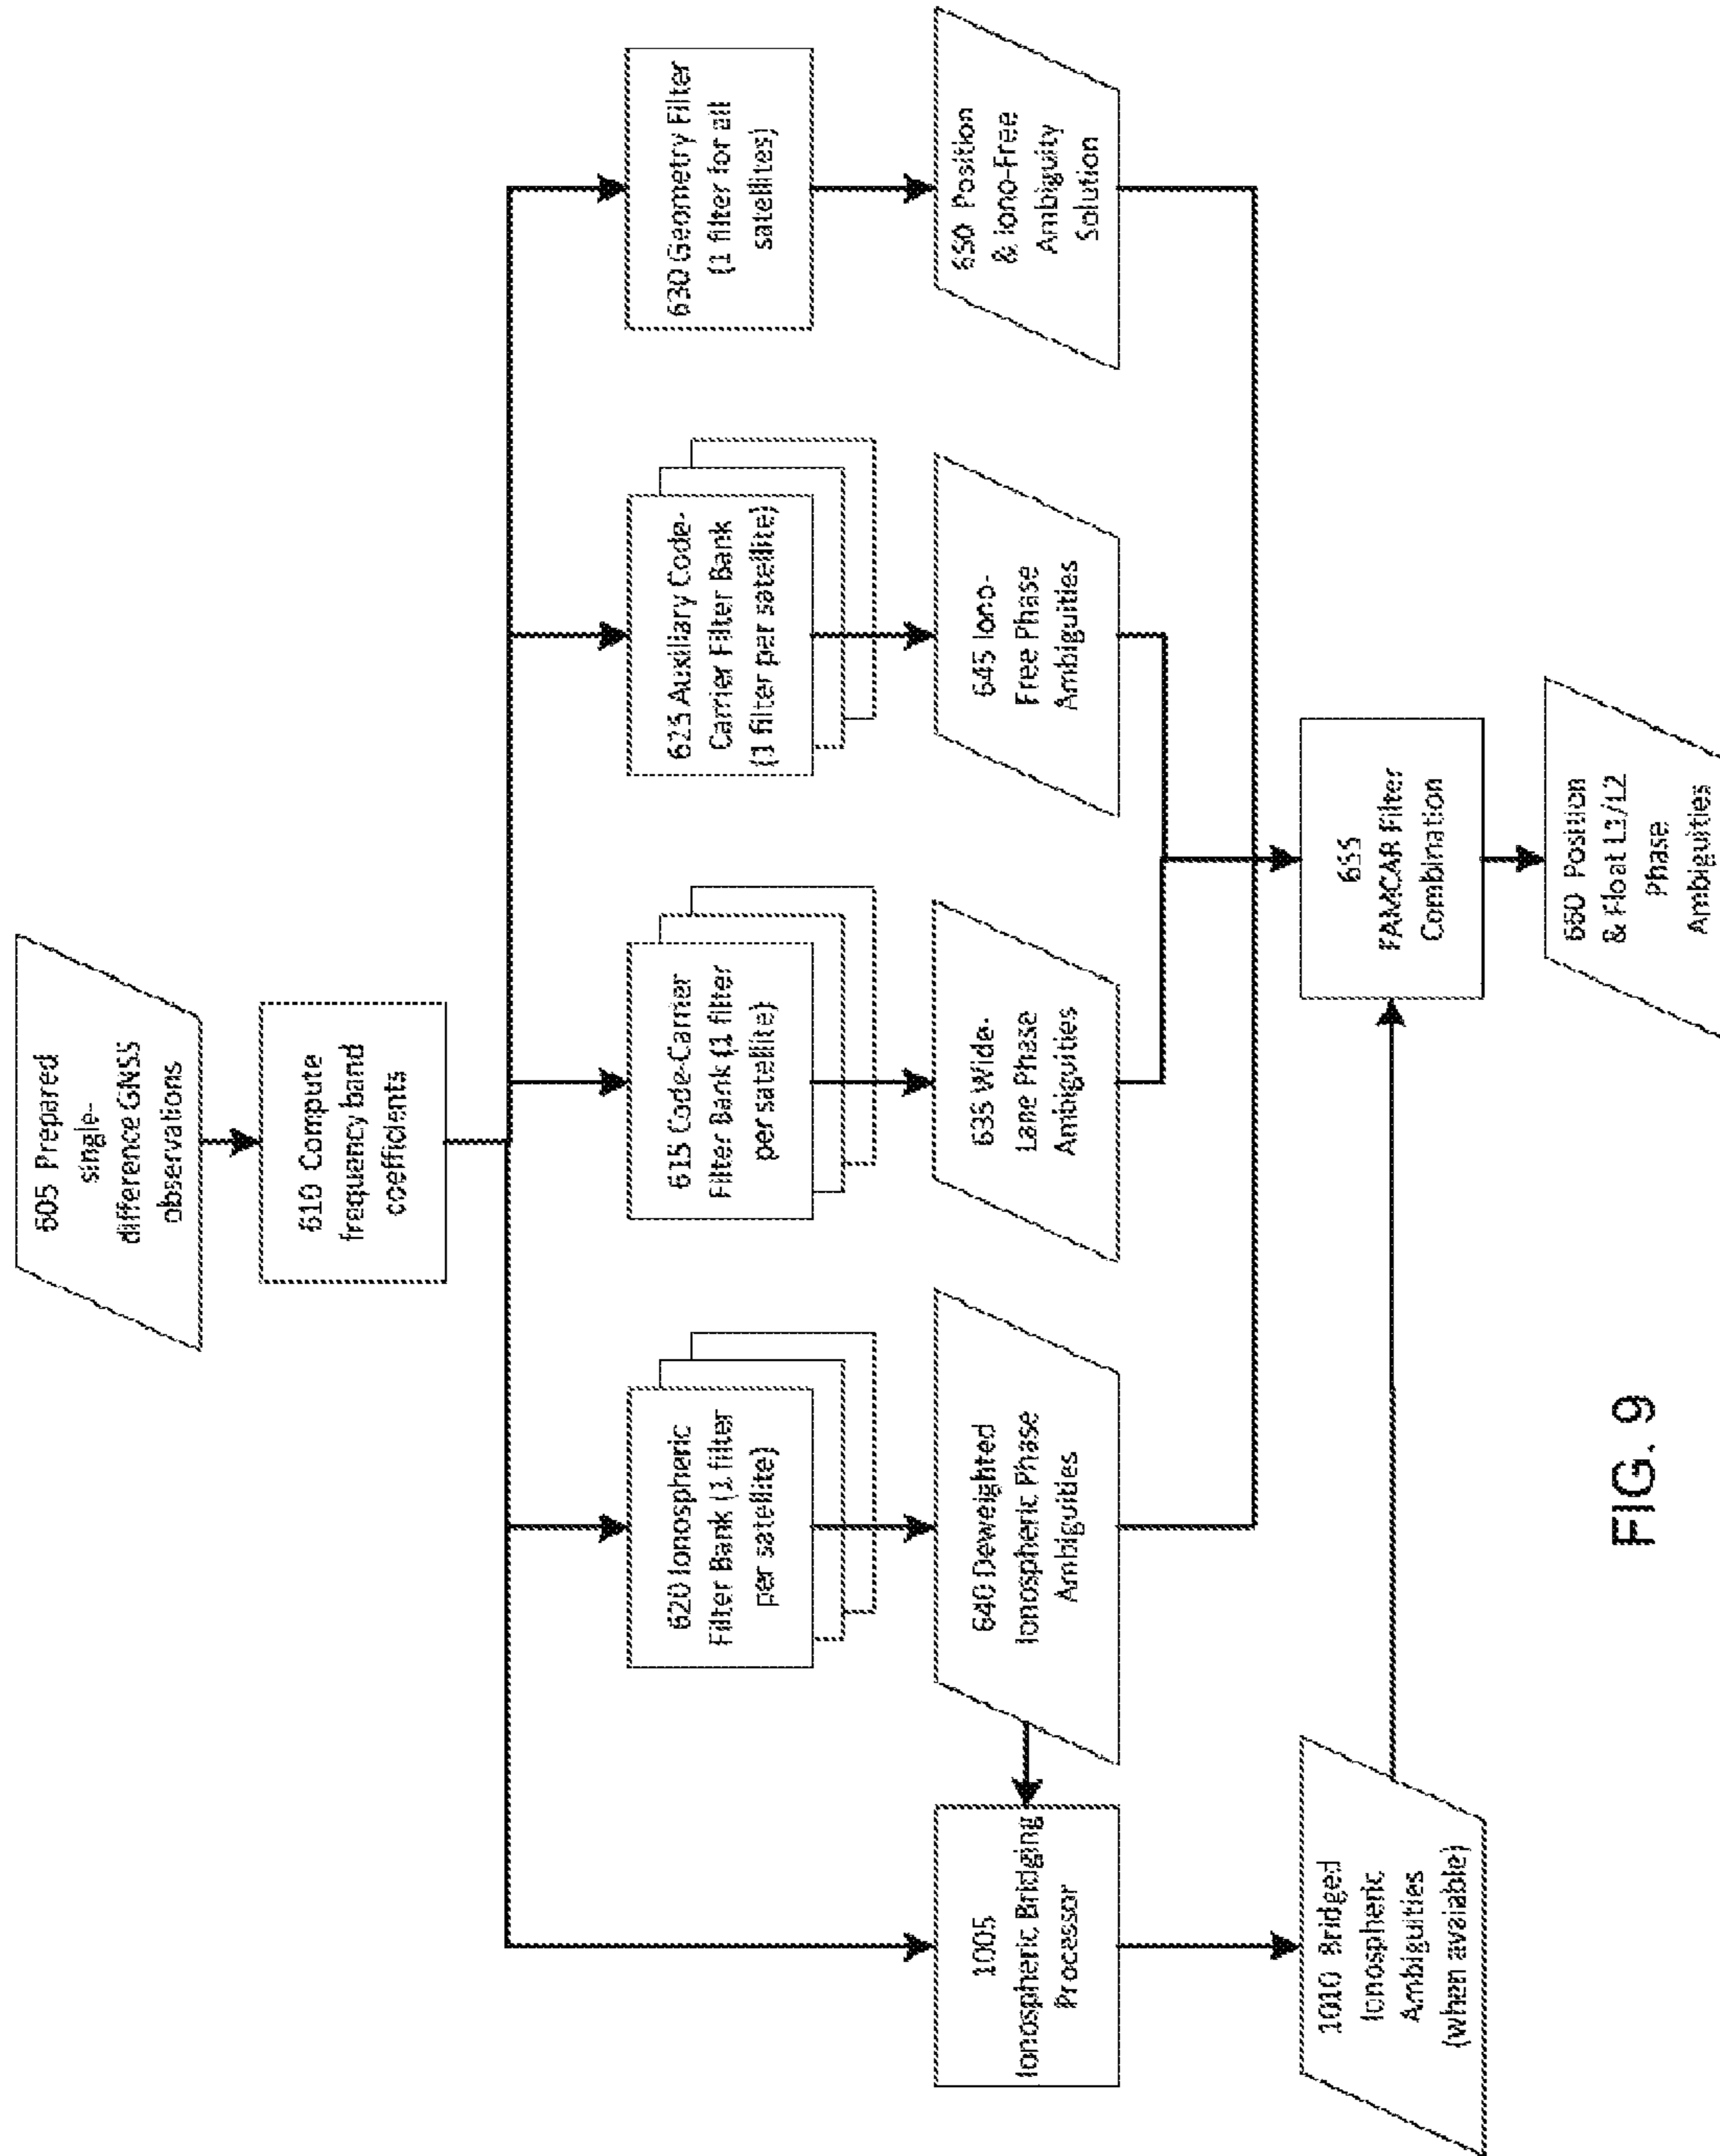 605 Prepared
single-
difference GNSS
observations
610 Compute
frequency band
coefficients
620 Ionospheric
Filter Bank (1 filter
per satellite)
615 Code-Carrier
Filter Bank (1 filter
per satellite)
625 Auxiliary Code-
Carrier Filter Bank
(1 filter per satellite)
630 Geometry Filter
(1 filter for all
satellites)
1005
Ionospheric Bridging
Processor
640 Deweighted
Ionospheric Phase
Ambiguities
635 Wide-
Lane Phase
Ambiguities
645 Iono-
Free Phase
Ambiguities
650 Position
& Iono-Free
Ambiguity
Solution
1010 Bridged
Ionospheric
Ambiguities
(when available)
655
FAMCAR Filter
Combination
660 Position
& Float L1/L2
Phase
Ambiguities
FIG. 9